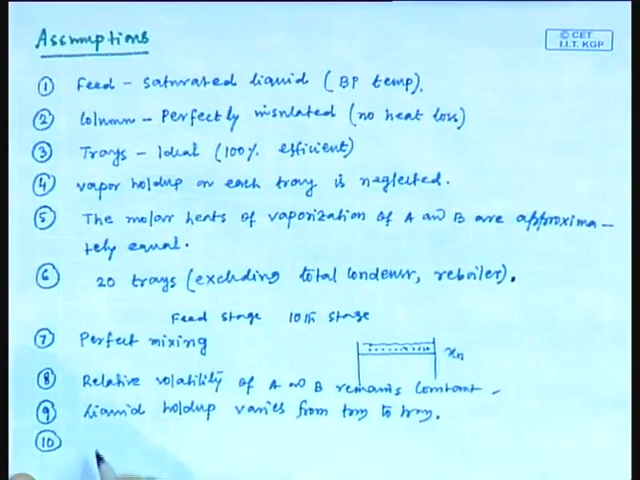 Assumptions
© CET
I.I.T. KGP
① Feed - saturated liquid (BP temp).
② Column - Perfectly insulated (no heat loss)
③ Trays - Ideal (100% efficient)
④ vapor holdup on each tray is neglected.
⑤ The molar heats of vaporization of A and B are approxima -
tely equal.
⑥ 20 trays (excluding total condenser, reboiler).
Feed stage 10th stage
⑦ Perfect mixing
xn
⑧ Relative volatility of A and B remains constant -
⑨ Liquid holdup varies from tray to tray.
⑩